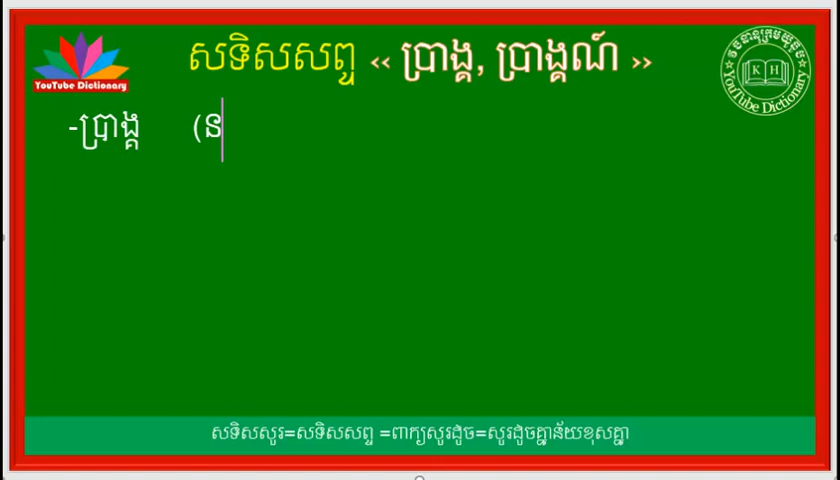 សទិសសព្ទ ‹‹ ប្រាង្គ, ប្រាង្គណ៍ ››
YouTube Dictionary
K H
YouTube Dictionary
-ប្រាង្គ (ន
សទិសសូរ=សទិសសព្ទ =ពាក្យសូរដូច=សូរដូចគ្នាន័យខុសគ្នា